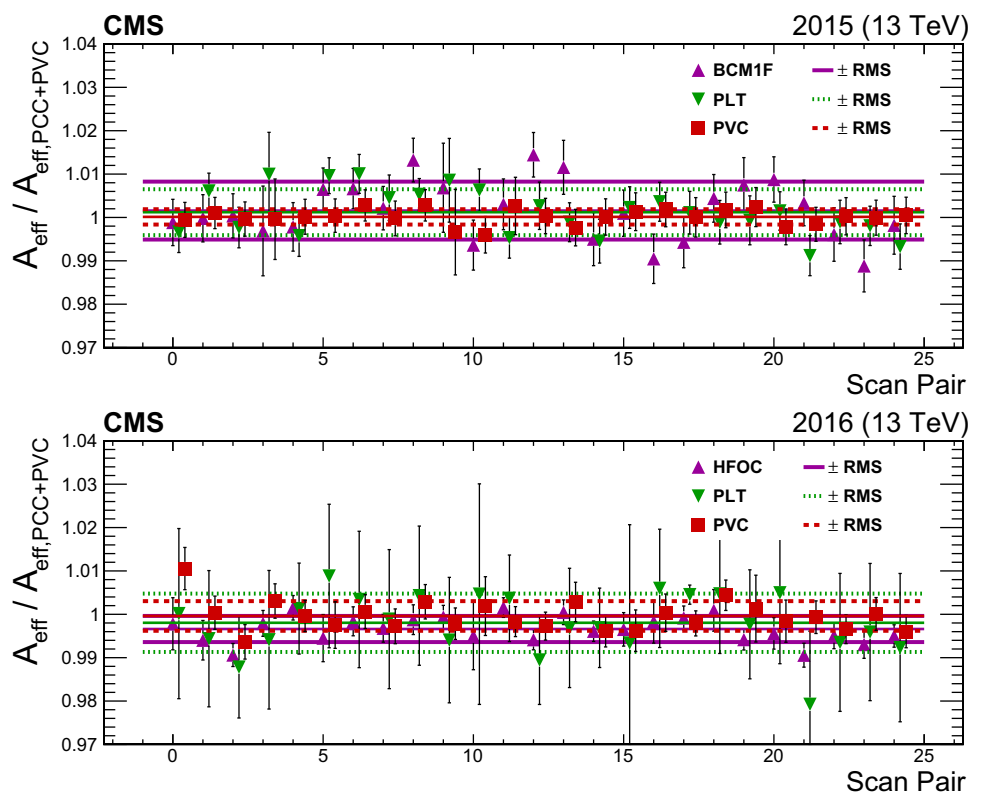 CMS 2015 (13 TeV)
A_eff / A_eff,PCC+PVC
1.04
1.03
1.02
1.01
1
0.99
0.98
0.97
BCM1F ± RMS
PLT ± RMS
PVC ± RMS
0 5 10 15 20 25
Scan Pair
CMS 2016 (13 TeV)
A_eff / A_eff,PCC+PVC
1.04
1.03
1.02
1.01
1
0.99
0.98
0.97
HFOC ± RMS
PLT ± RMS
PVC ± RMS
0 5 10 15 20 25
Scan Pair